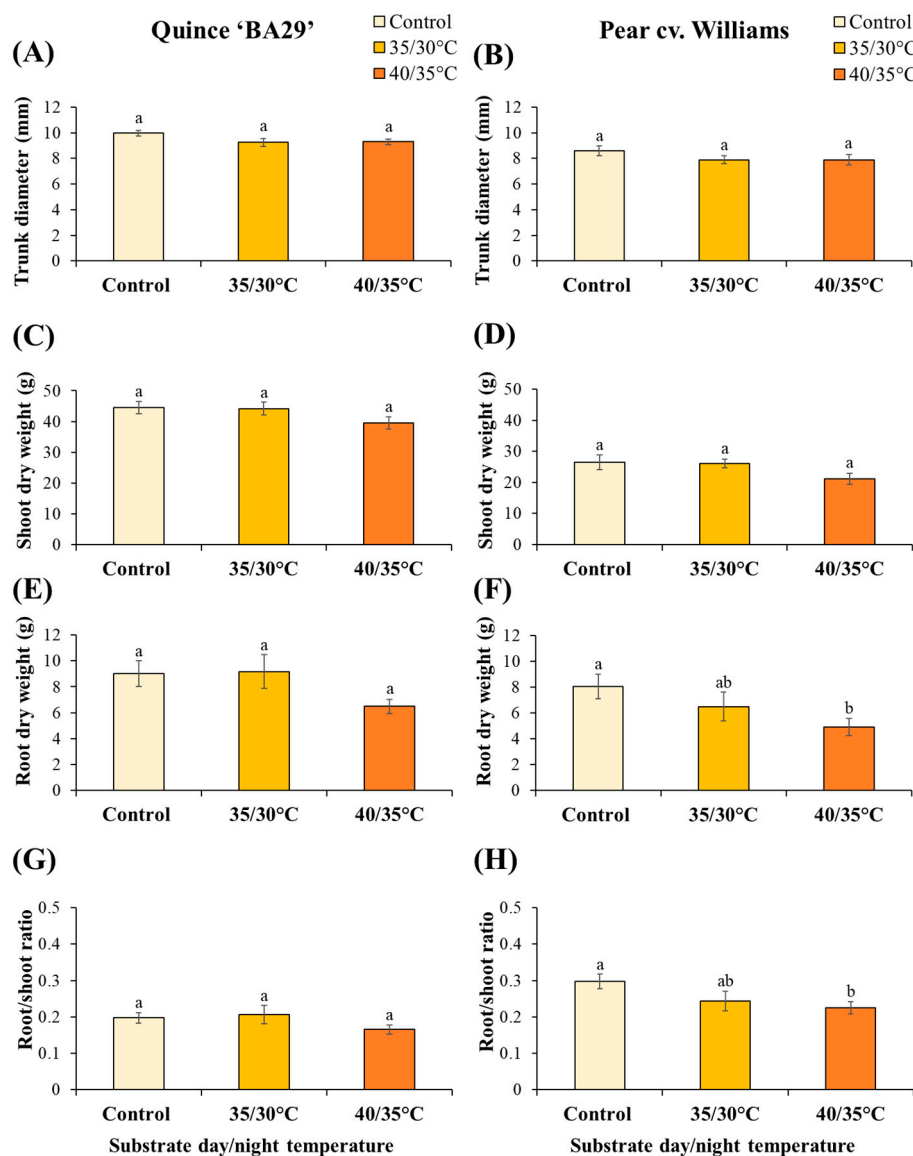 Quince ‘BA29’
Control
35/30°C
40/35°C
(A)
Trunk diameter (mm)
12
10
8
6
4
2
0
a
a
a
Control
35/30°C
40/35°C
Pear cv. Williams
Control
35/30°C
40/35°C
(B)
Trunk diameter (mm)
12
10
8
6
4
2
0
a
a
a
Control
35/30°C
40/35°C
(C)
Shoot dry weight (g)
50
40
30
20
10
0
a
a
a
Control
35/30°C
40/35°C
(D)
Shoot dry weight (g)
50
40
30
20
10
0
a
a
a
Control
35/30°C
40/35°C
(E)
Root dry weight (g)
12
10
8
6
4
2
0
a
a
a
Control
35/30°C
40/35°C
(F)
Root dry weight (g)
12
10
8
6
4
2
0
a
ab
b
Control
35/30°C
40/35°C
(G)
Root/shoot ratio
0.5
0.4
0.3
0.2
0.1
0
a
a
a
Control
35/30°C
40/35°C
Substrate day/night temperature
(H)
Root/shoot ratio
0.5
0.4
0.3
0.2
0.1
0
a
ab
b
Control
35/30°C
40/35°C
Substrate day/night temperature